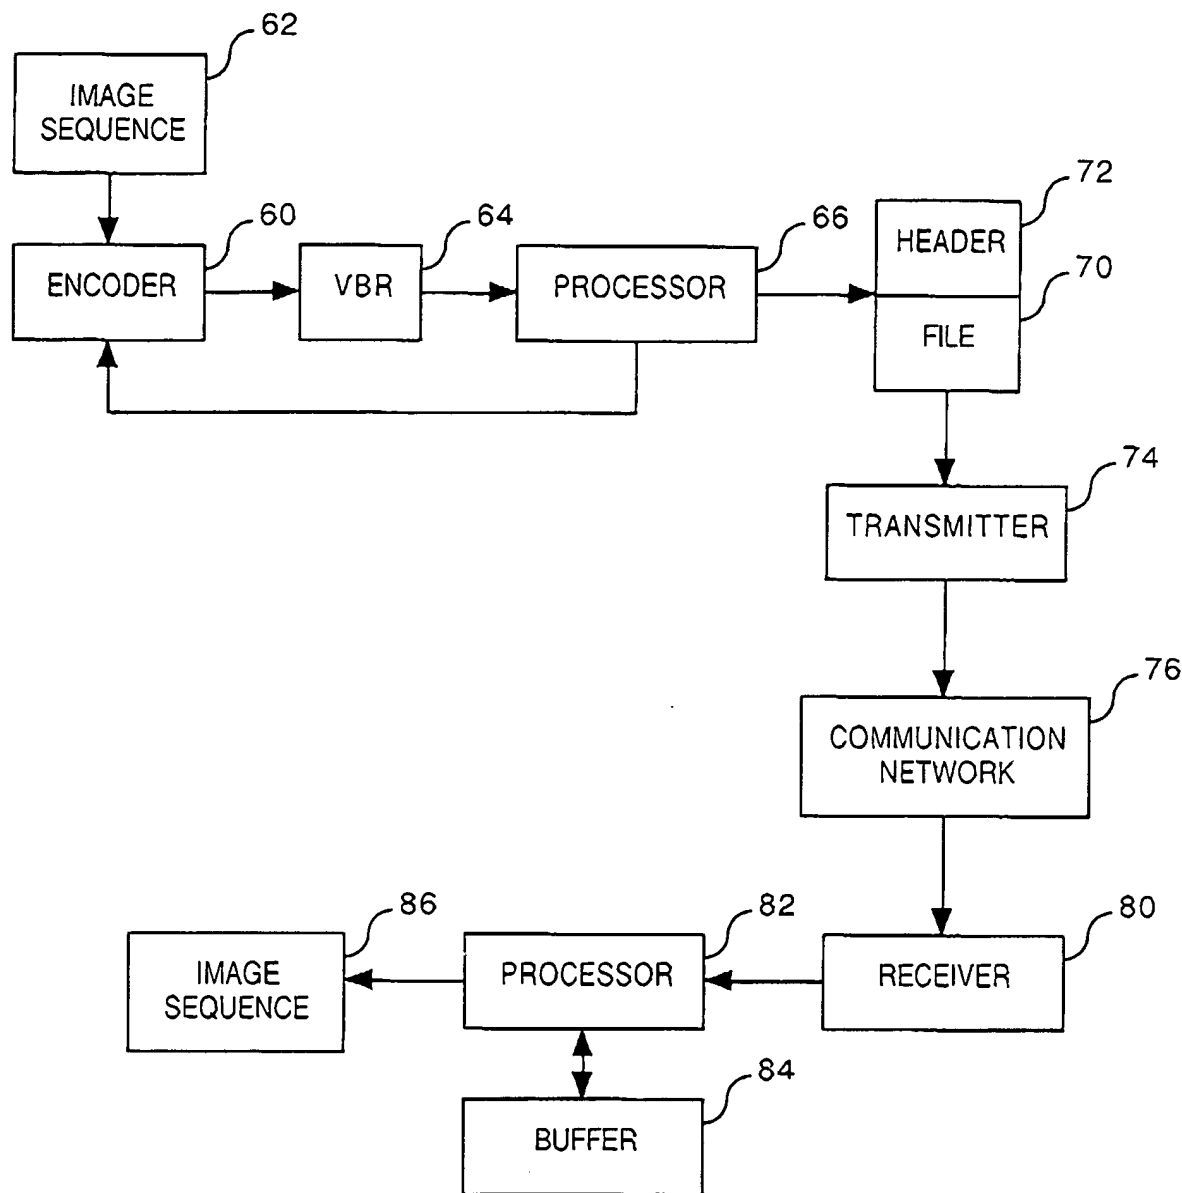 62
IMAGE
SEQUENCE
60
ENCODER
64
VBR
66
PROCESSOR
72
HEADER
70
FILE
74
TRANSMITTER
76
COMMUNICATION
NETWORK
80
RECEIVER
82
PROCESSOR
86
IMAGE
SEQUENCE
84
BUFFER